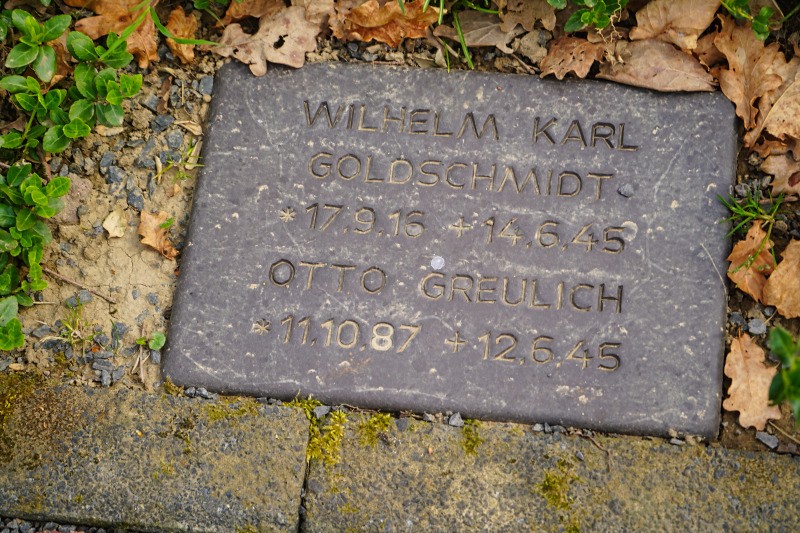 WILHELM KARL
GOLDSCHMIDT
*17.9.16 +14.6.45
OTTO GREULICH
*11.10.87 +12.6.45